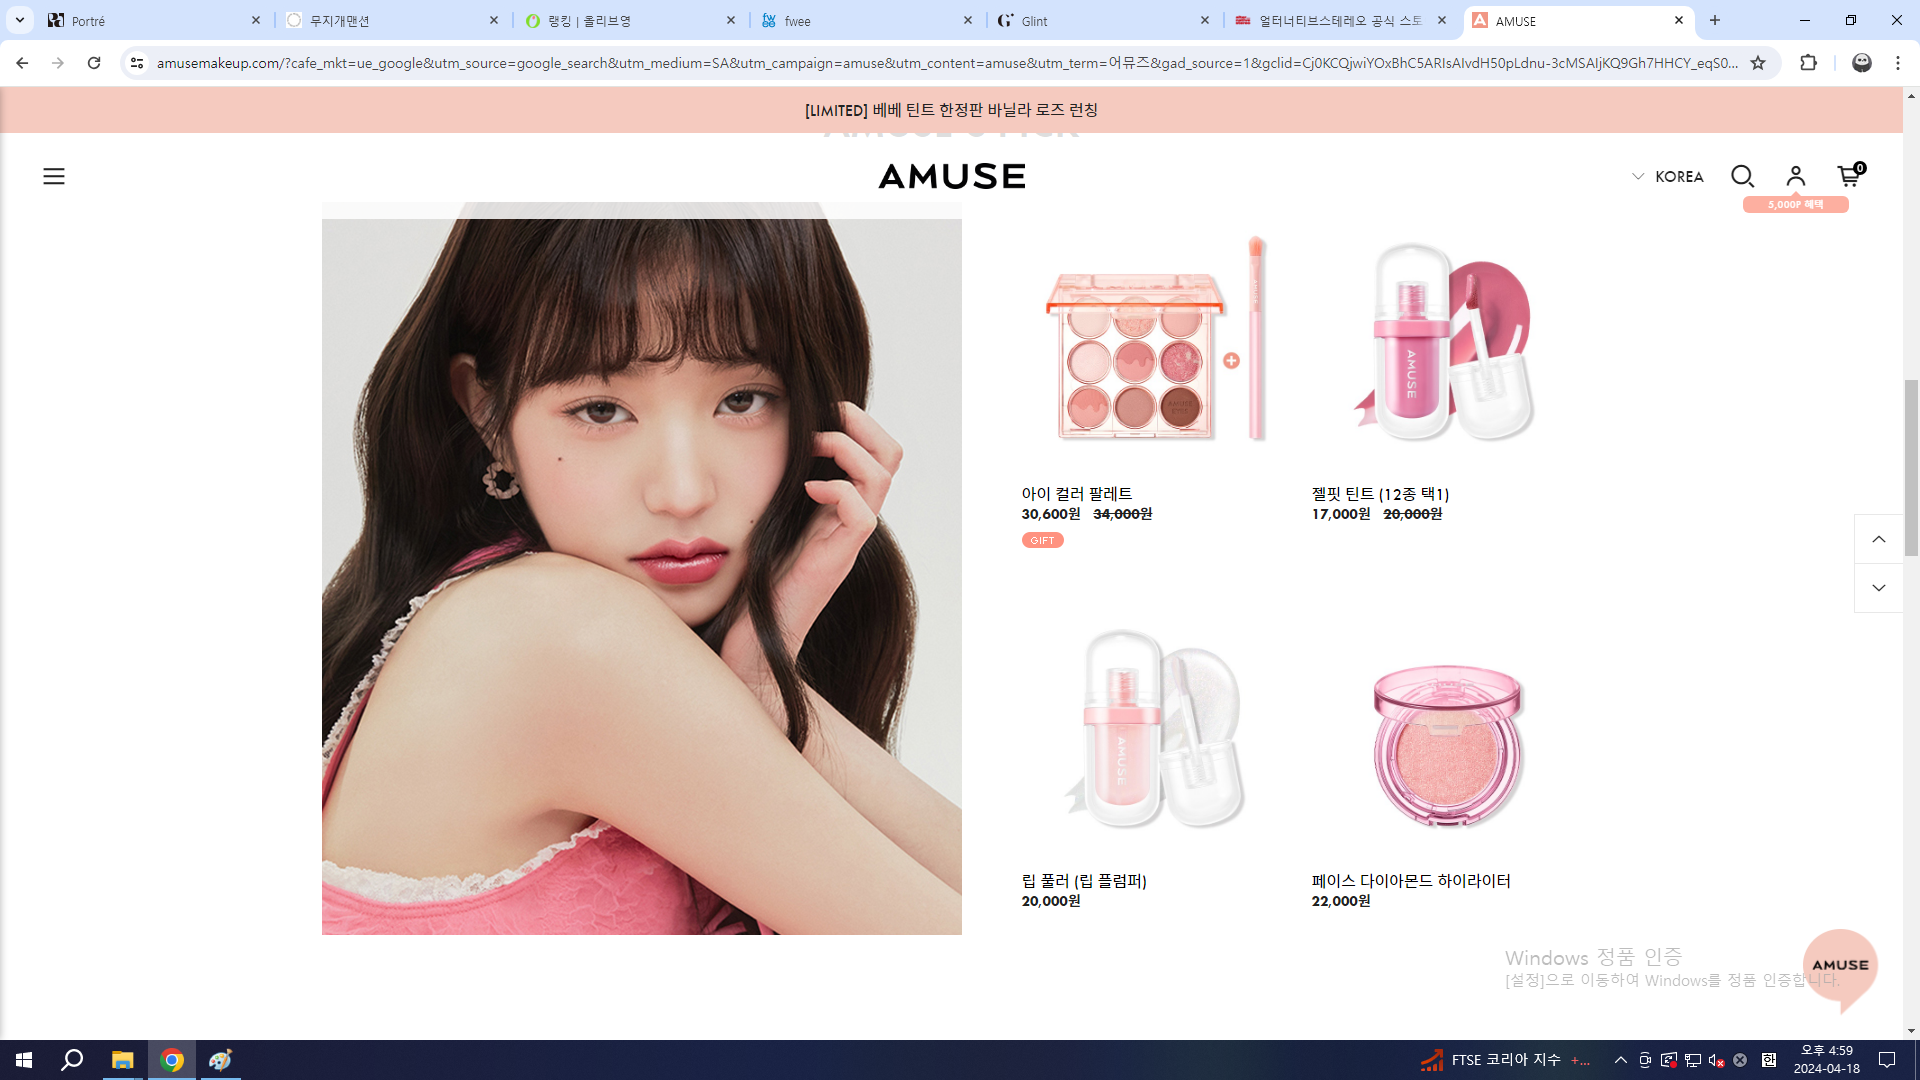 Portré
무지개맨션
랭킹 | 올리브영
fwee
Glint
얼터너티브스테레오 공식 스토
AMUSE
amusemakeup.com/?cafe_mkt=ue_google&utm_source=google_search&utm_medium=SA&utm_campaign=amuse&utm_content=amuse&utm_term=어뮤즈&gad_source=1&gclid=Cj0KCQjwiYOxBhC5ARIsAIvdH50pLdnu-3cMSAIjKQ9Gh7HHCY_eqS0...
[LIMITED] 베베 틴트 한정판 바닐라 로즈 런칭
AMUSE
KOREA
0
5,000P 혜택
AMUSE
아이 컬러 팔레트
30,600원 34,000원
GIFT
젤핏 틴트 (12종 택1)
17,000원 20,000원
AMUSE
립 풀러 (립 플럼퍼)
20,000원
페이스 다이아몬드 하이라이터
22,000원
Windows 정품 인증
[설정]으로 이동하여 Windows를 정품 인증합니다.
AMUSE
FTSE 코리아 지수 +...
한
오후 4:59
2024-04-18